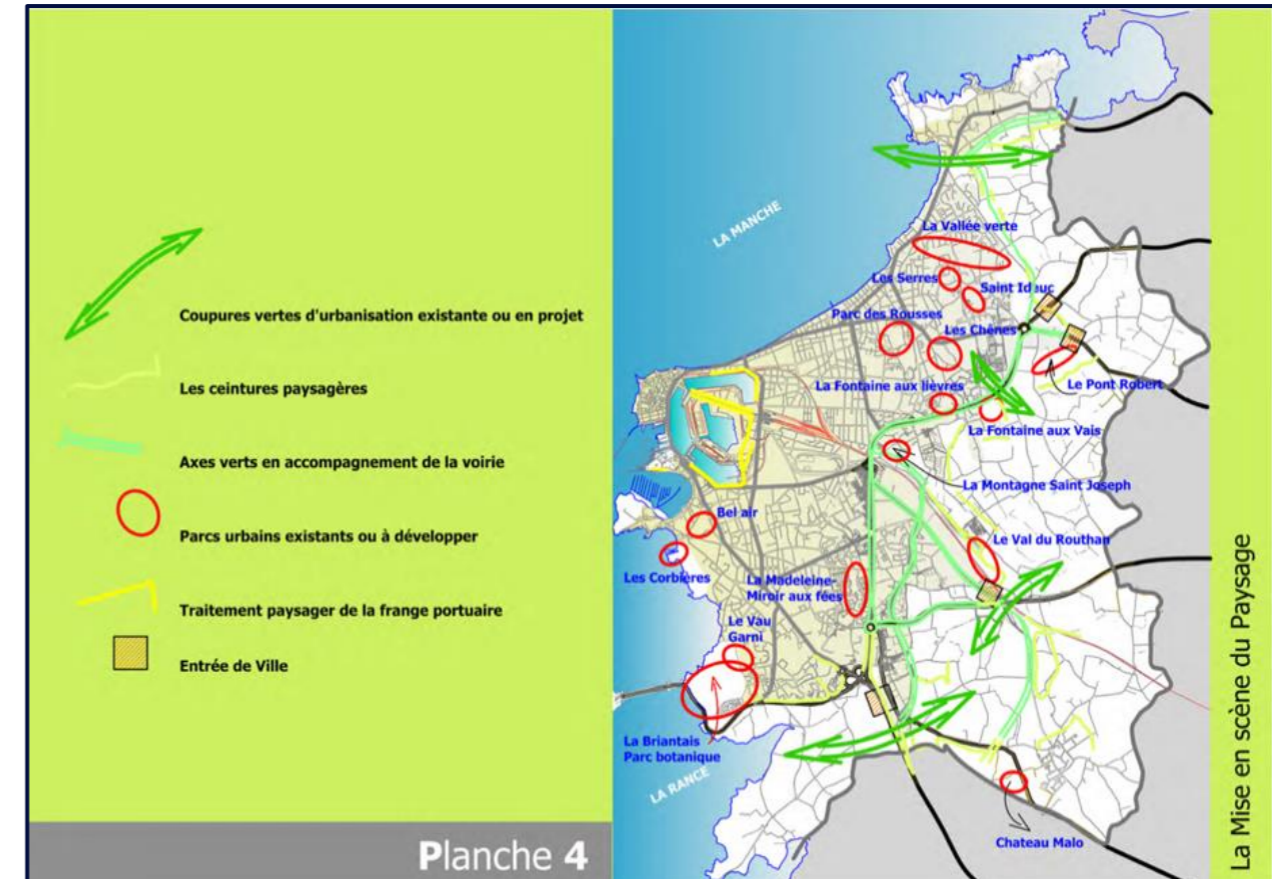 Coupures vertes d'urbanisation existante ou en projet
Les ceintures paysagères
Axes verts en accompagnement de la voirie
Parcs urbains existants ou à développer
Traitement paysager de la frange portuaire
Entrée de Ville
Planche 4
LA MANCHE
La Vallée verte
Les Serres
Saint Ideuc
Parc des Rousses
Les Chênes
La Fontaine aux lièvres
Le Pont Robert
La Fontaine aux Vais
La Montagne Saint Joseph
Bel air
Le Val du Routhan
Les Corbières
La Madeleine-
Miroir aux fées
Le Vau
Garni
La Briantais
Parc botanique
LA RANCE
Chateau Malo
La Mise en scène du Paysage